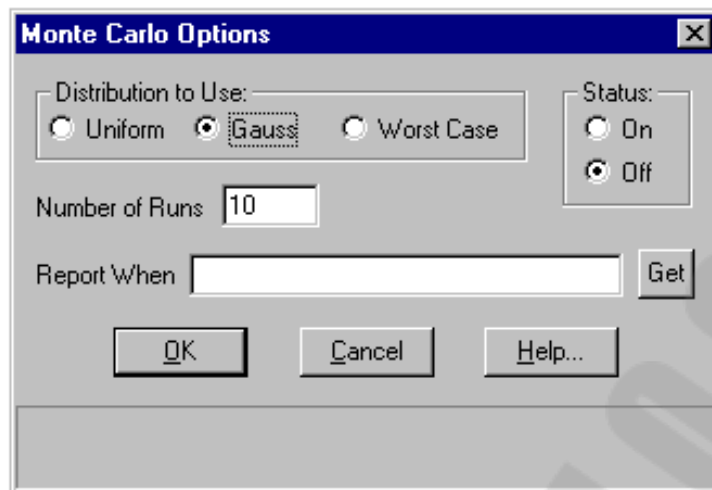 Monte Carlo Options
Distribution to Use:
Status:
Uniform Gauss Worst Case
On
Off
Number of Runs 10
Report When Get
OK Cancel Help...